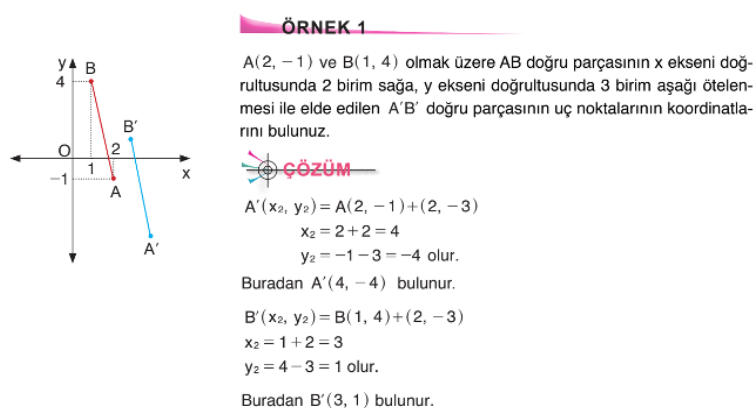 ÖRNEK 1
A(2, −1) ve B(1, 4) olmak üzere AB doğru parçasının x ekseni doğ-
rultusunda 2 birim sağa, y ekseni doğrultusunda 3 birim aşağı ötelen-
mesi ile elde edilen A′B′ doğru parçasının uç noktalarının koordinatla-
rını bulunuz.
ÇÖZÜM
A′(x₂, y₂) = A(2, −1) + (2, −3)
x₂ = 2 + 2 = 4
y₂ = −1 − 3 = −4 olur.
Buradan A′(4, −4) bulunur.
B′(x₂, y₂) = B(1, 4) + (2, −3)
x₂ = 1 + 2 = 3
y₂ = 4 − 3 = 1 olur.
Buradan B′(3, 1) bulunur.
y
4
B
B′
O
1
2
x
−1
A
A′